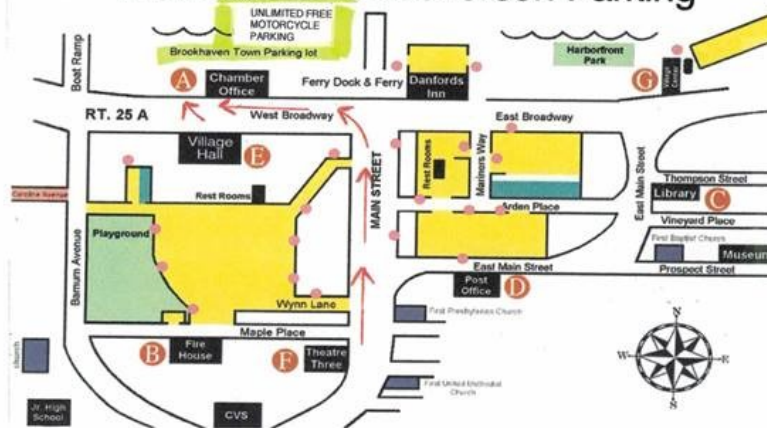 UNLIMITED FREE
MOTORCYCLE
PARKING
Brookhaven Town Parking lot
Harborfront
Park
Boat Ramp
A
Chamber
Office
Ferry Dock & Ferry
Danfords
Inn
G
Village
Center
RT. 25 A
West Broadway
East Broadway
Village
Hall
E
MAIN STREET
Rest Rooms
Mariners Way
East Main Street
Thompson Street
Library
C
Rest Rooms
Arden Place
Vineyard Place
Barnum Avenue
Playground
First Baptist Church
Museum
East Main Street
Prospect Street
Post
Office
D
Wynn Lane
First Presbyterian Church
Maple Place
N
W
E
S
B
Fire
House
F
Theatre
Three
church
First United Methodist
Church
Jr. High
School
CVS